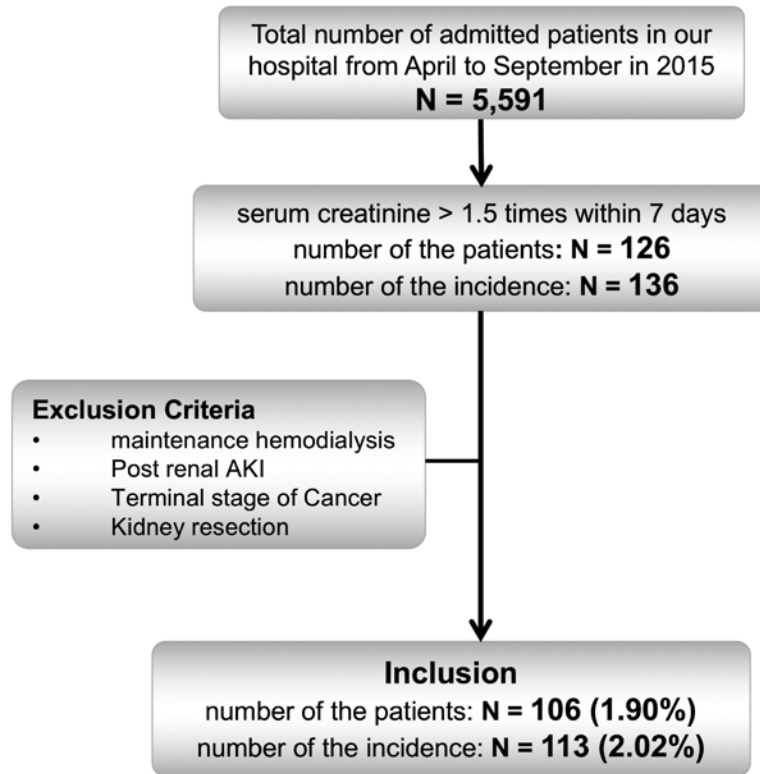 Total number of admitted patients in our
hospital from April to September in 2015
N = 5,591
serum creatinine > 1.5 times within 7 days
number of the patients: N = 126
number of the incidence: N = 136
Exclusion Criteria
• maintenance hemodialysis
• Post renal AKI
• Terminal stage of Cancer
• Kidney resection
Inclusion
number of the patients: N = 106 (1.90%)
number of the incidence: N = 113 (2.02%)